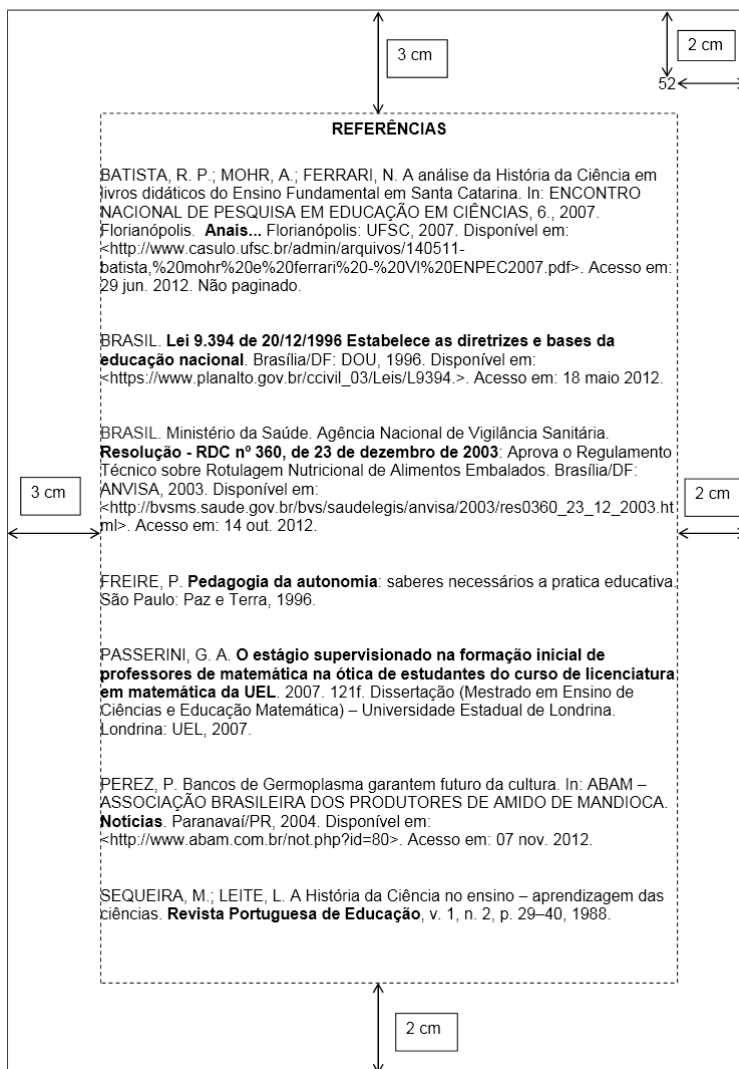 3 cm
2 cm
52
REFERÊNCIAS
BATISTA, R. P.; MOHR, A.; FERRARI, N. A análise da História da Ciência em
livros didáticos do Ensino Fundamental em Santa Catarina. In: ENCONTRO
NACIONAL DE PESQUISA EM EDUCAÇÃO EM CIÊNCIAS, 6., 2007.
Florianópolis. Anais... Florianópolis: UFSC, 2007. Disponível em:
<http://www.casulo.ufsc.br/admin/arquivos/140511-
batista,%20mohr%20e%20ferrari%20-%20VI%20ENPEC2007.pdf>. Acesso em:
29 jun. 2012. Não paginado.
BRASIL. Lei 9.394 de 20/12/1996 Estabelece as diretrizes e bases da
educação nacional. Brasília/DF: DOU, 1996. Disponível em:
<https://www.planalto.gov.br/ccivil_03/Leis/L9394.>. Acesso em: 18 maio 2012.
BRASIL. Ministério da Saúde. Agência Nacional de Vigilância Sanitária.
Resolução - RDC nº 360, de 23 de dezembro de 2003: Aprova o Regulamento
Técnico sobre Rotulagem Nutricional de Alimentos Embalados. Brasília/DF:
ANVISA, 2003. Disponível em:
<http://bvsms.saude.gov.br/bvs/saudelegis/anvisa/2003/res0360_23_12_2003.ht
ml>. Acesso em: 14 out. 2012.
3 cm
2 cm
FREIRE, P. Pedagogia da autonomia: saberes necessários a pratica educativa.
São Paulo: Paz e Terra, 1996.
PASSERINI, G. A. O estágio supervisionado na formação inicial de
professores de matemática na ótica de estudantes do curso de licenciatura
em matemática da UEL. 2007. 121f. Dissertação (Mestrado em Ensino de
Ciências e Educação Matemática) – Universidade Estadual de Londrina.
Londrina: UEL, 2007.
PEREZ, P. Bancos de Germoplasma garantem futuro da cultura. In: ABAM –
ASSOCIAÇÃO BRASILEIRA DOS PRODUTORES DE AMIDO DE MANDIOCA.
Notícias. Paranavaí/PR, 2004. Disponível em:
<http://www.abam.com.br/not.php?id=80>. Acesso em: 07 nov. 2012.
SEQUEIRA, M.; LEITE, L. A História da Ciência no ensino – aprendizagem das
ciências. Revista Portuguesa de Educação, v. 1, n. 2, p. 29–40, 1988.
2 cm